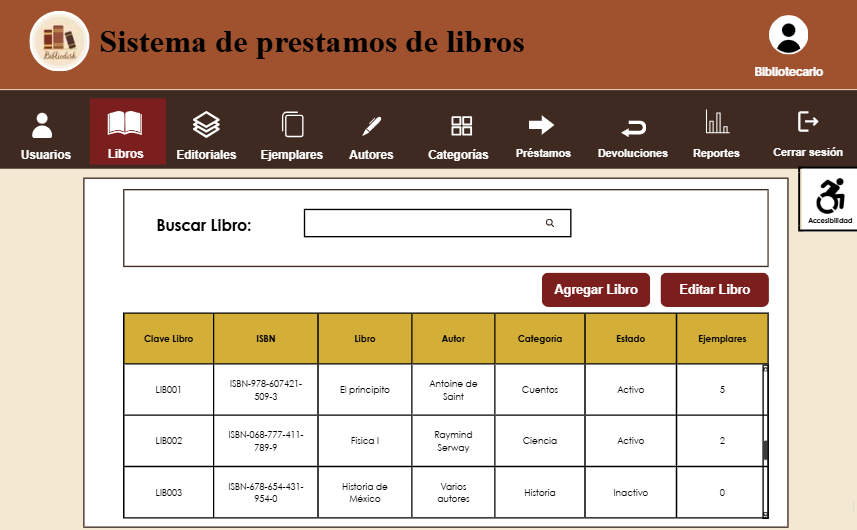 Bibliodesk
Sistema de prestamos de libros
Bibliotecario
Usuarios
Libros
Editoriales
Ejemplares
Autores
Categorías
Préstamos
Devoluciones
Reportes
Cerrar sesión
Accesibilidad
Buscar Libro:
Agregar Libro
Editar Libro
Clave Libro ISBN Libro Autor Categoria Estado Ejemplares
LIB001 ISBN-978-607421- El principito Antoine de Cuentos Activo 5
509-3 Saint
LIB002 ISBN-068-777-411- Fisica I Raymind Ciencia Activo 2
789-9 Serway
LIB003 ISBN-678-654-431- Historia de Varios Historia Inactivo 0
954-0 México autores